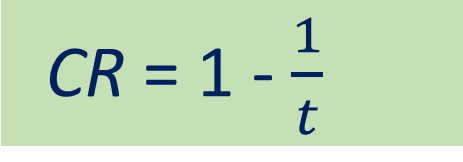 CR = 1 - 1/t